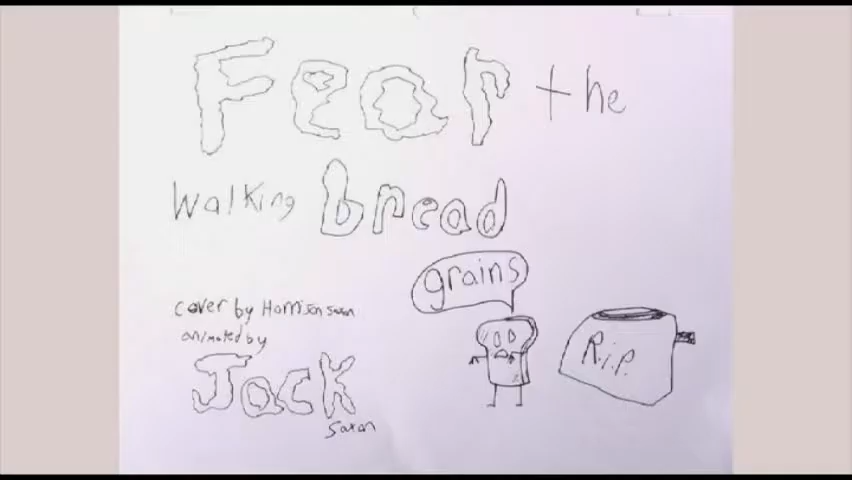 Fear the
walking bread
grains
cover by Harrison Saxon
animated by
Jack
Saxon
R.i.P.